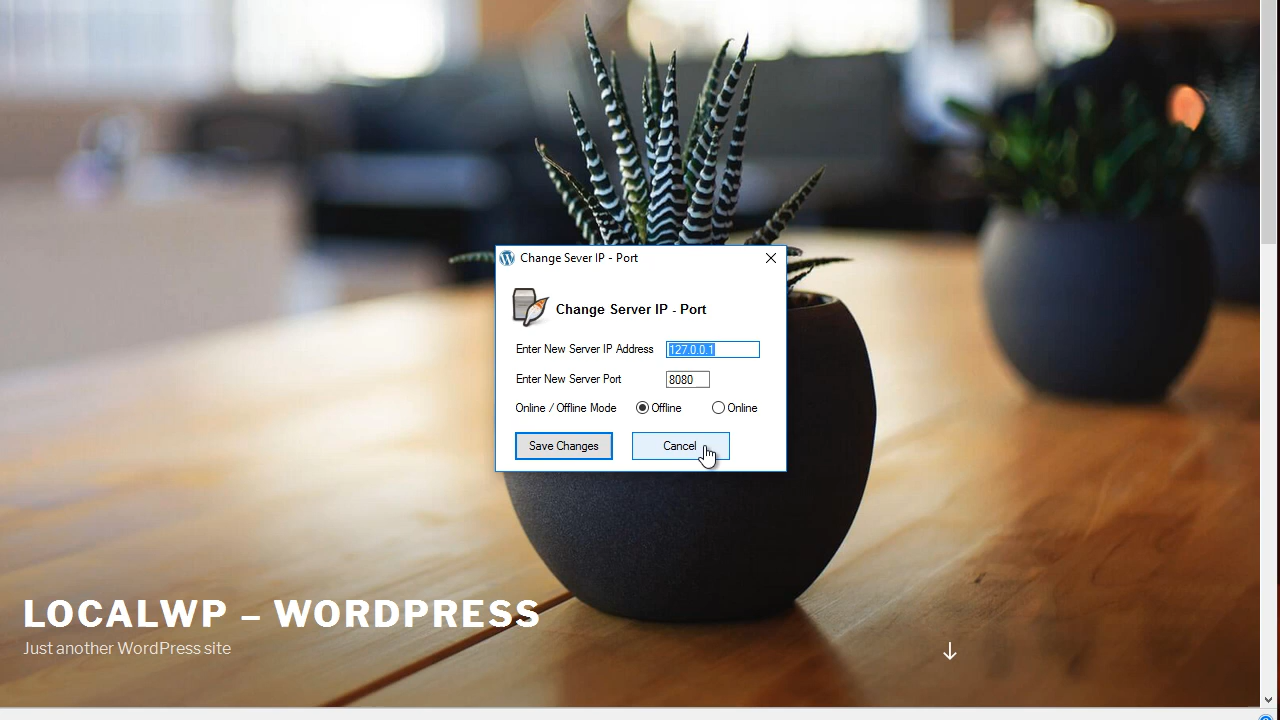 Change Sever IP - Port
Change Server IP - Port
Enter New Server IP Address 127.0.0.1
Enter New Server Port 8080
Online / Offline Mode Offline Online
Save Changes Cancel
LOCALWP – WORDPRESS
Just another WordPress site